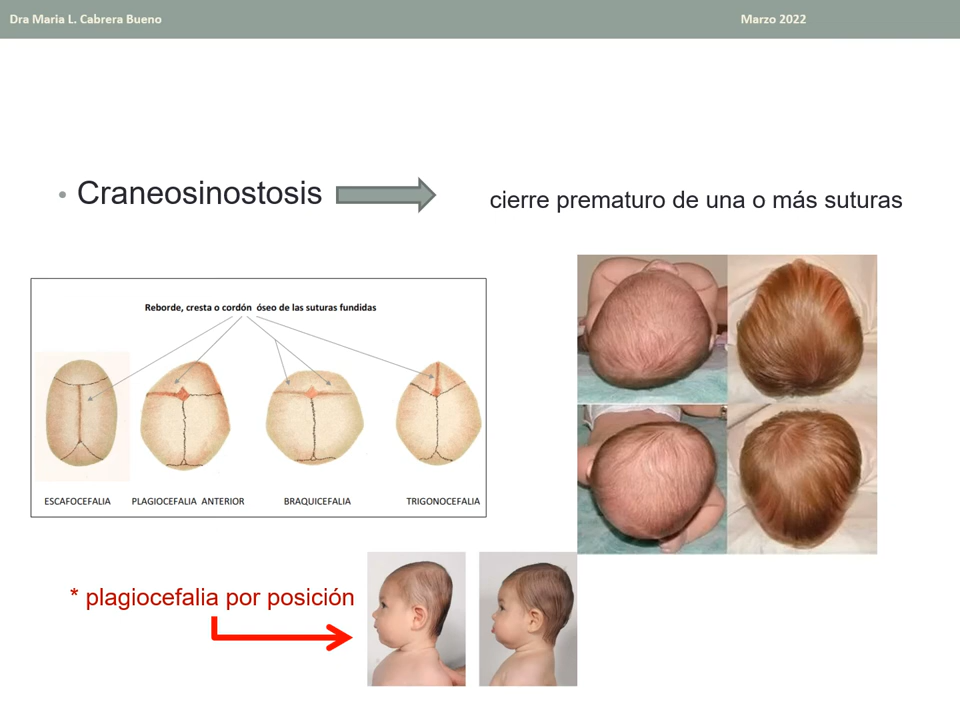 Dra Maria L. Cabrera Bueno
Marzo 2022
• Craneosinostosis
cierre prematuro de una o más suturas
Reborde, cresta o cordón óseo de las suturas fundidas
ESCAFOCEFALIA
PLAGIOCEFALIA ANTERIOR
BRAQUICEFALIA
TRIGONOCEFALIA
* plagiocefalia por posición